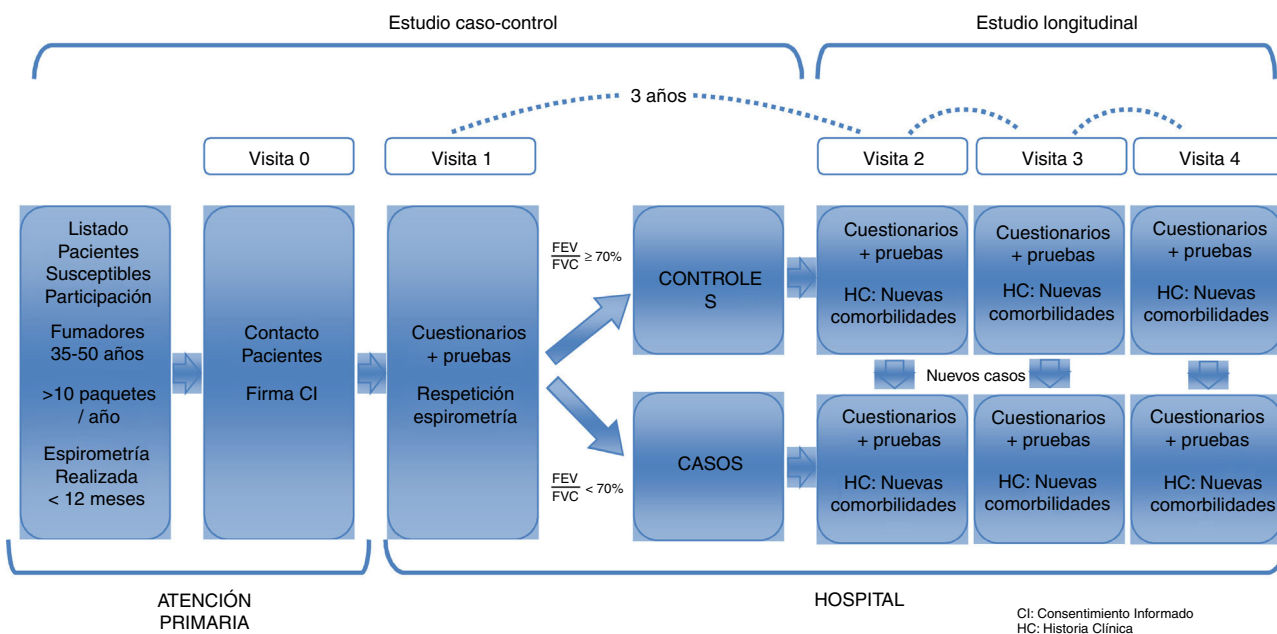 Estudio caso-control
Estudio longitudinal
3 años
Visita 0
Visita 1
Visita 2
Visita 3
Visita 4
Listado
Pacientes
Susceptibles
Participación
Fumadores
35-50 años
>10 paquetes
/ año
Espirometría
Realizada
< 12 meses
Contacto
Pacientes
Firma CI
Cuestionarios
+ pruebas
Respetición
espirometría
FEV
FVC ≥ 70%
FEV
FVC < 70%
CONTROLE
S
CASOS
Cuestionarios
+ pruebas
HC: Nuevas
comorbilidades
Cuestionarios
+ pruebas
HC: Nuevas
comorbilidades
Cuestionarios
+ pruebas
HC: Nuevas
comorbilidades
Nuevos casos
Cuestionarios
+ pruebas
HC: Nuevas
comorbilidades
Cuestionarios
+ pruebas
HC: Nuevas
comorbilidades
Cuestionarios
+ pruebas
HC: Nuevas
comorbilidades
ATENCIÓN
PRIMARIA
HOSPITAL
CI: Consentimiento Informado
HC: Historia Clínica